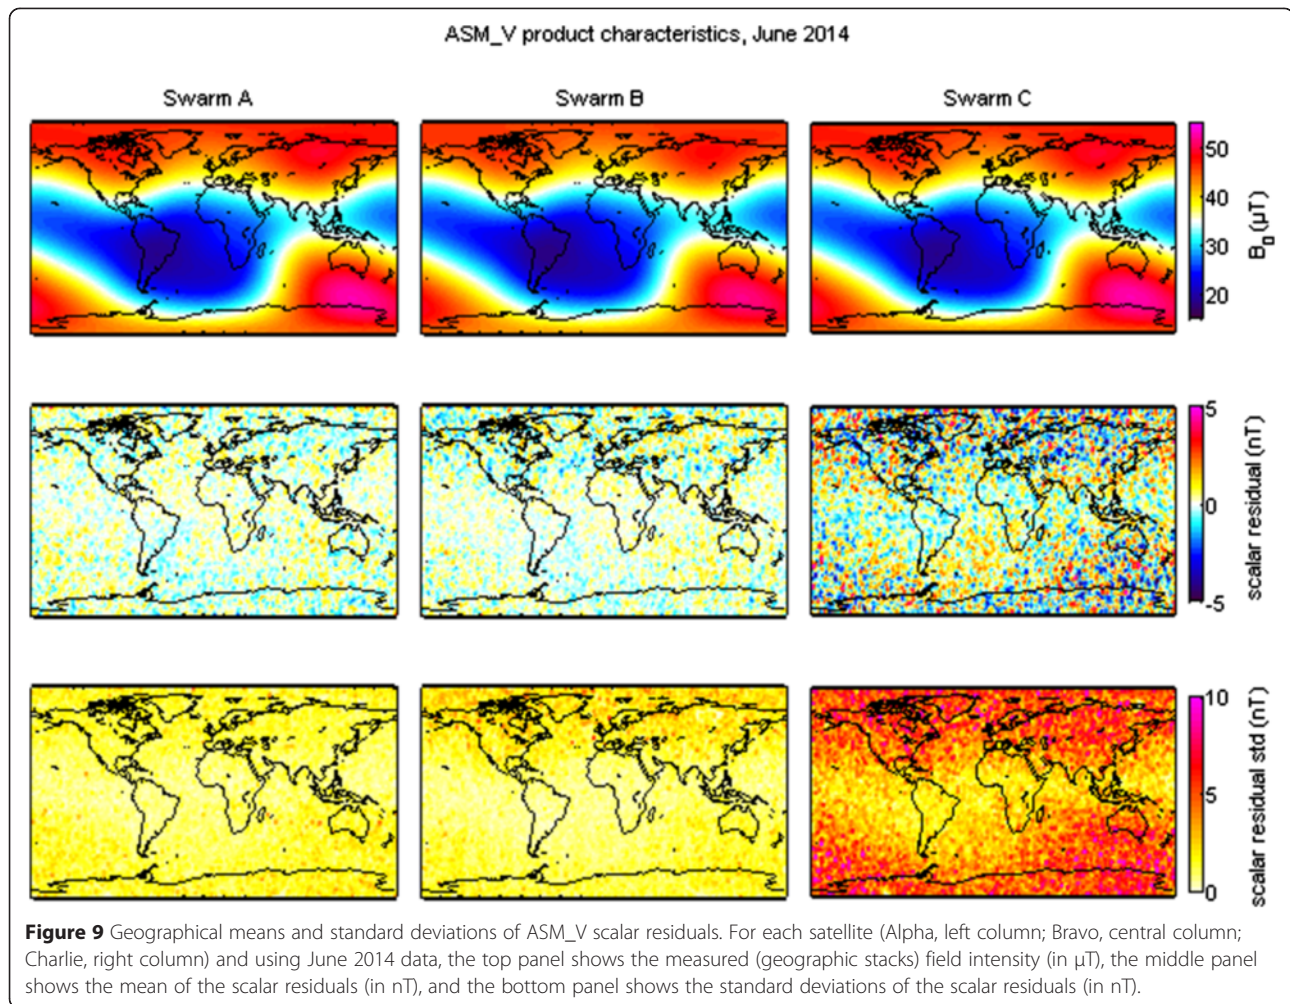 ASM_V product characteristics, June 2014
Swarm A
Swarm B
Swarm C
50
40
30
20
B0 (µT)
5
0
-5
scalar residual (nT)
10
5
0
scalar residual std (nT)
Figure 9 Geographical means and standard deviations of ASM_V scalar residuals. For each satellite (Alpha, left column; Bravo, central column;
Charlie, right column) and using June 2014 data, the top panel shows the measured (geographic stacks) field intensity (in µT), the middle panel
shows the mean of the scalar residuals (in nT), and the bottom panel shows the standard deviations of the scalar residuals (in nT).